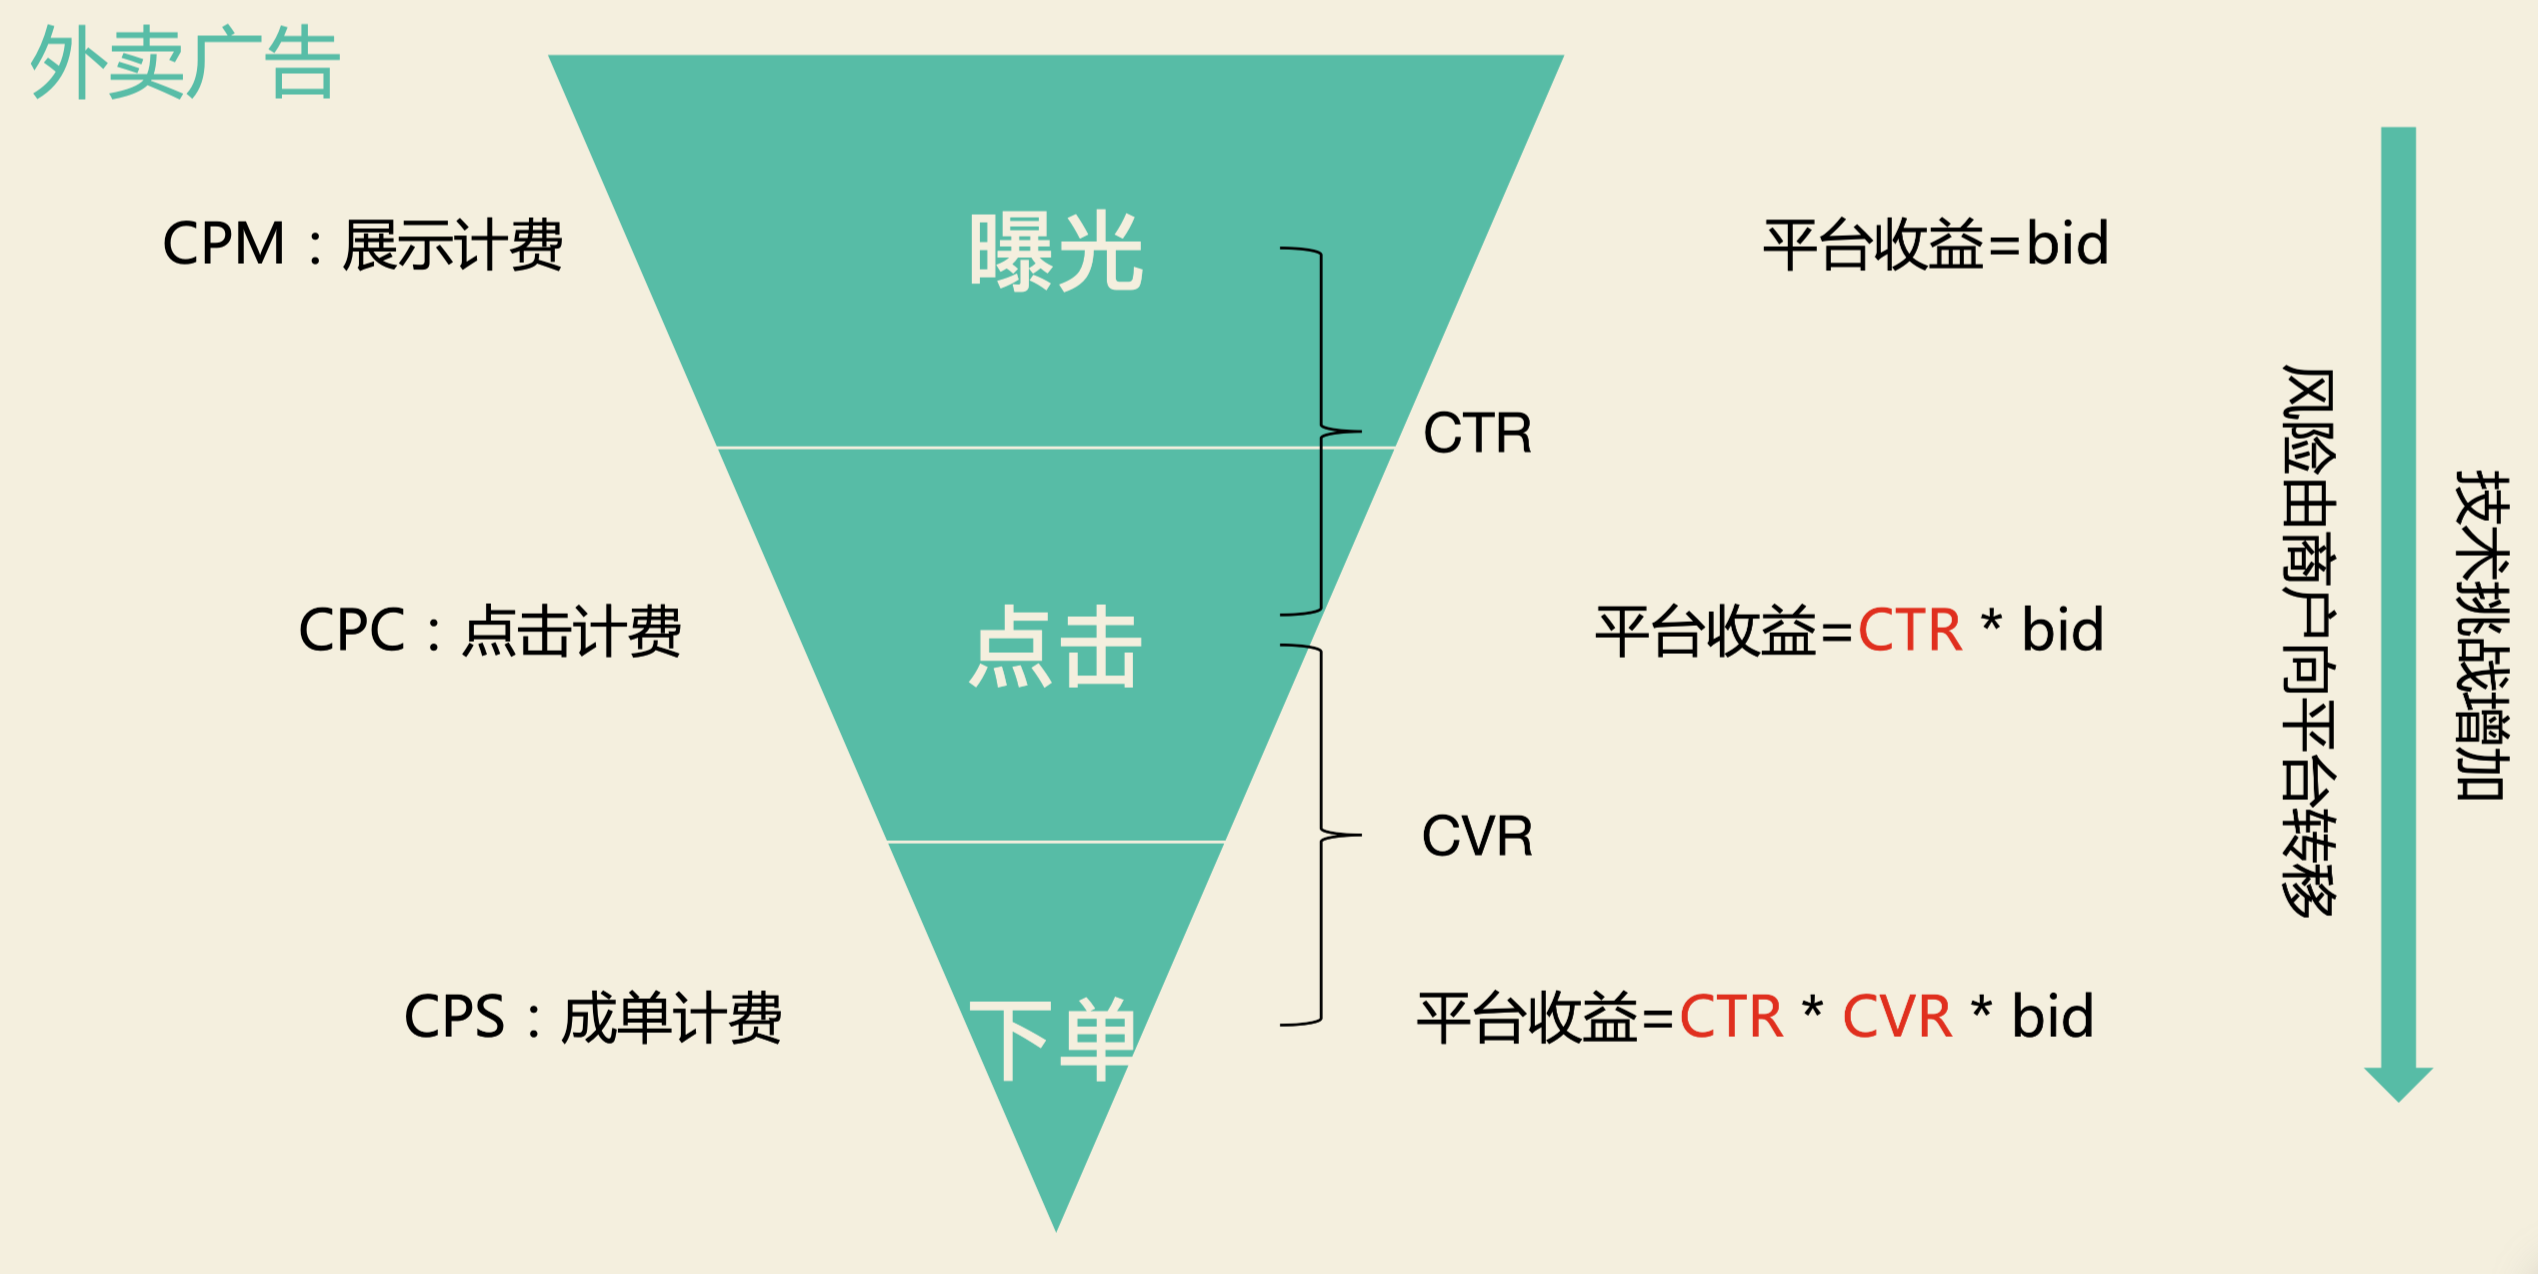 外卖广告
CPM：展示计费
曝光
平台收益=bid
CTR
CPC：点击计费
点击
平台收益=CTR * bid
CVR
CPS：成单计费
下单
平台收益=CTR * CVR * bid
风险由商户向平台转移
技术挑战增加